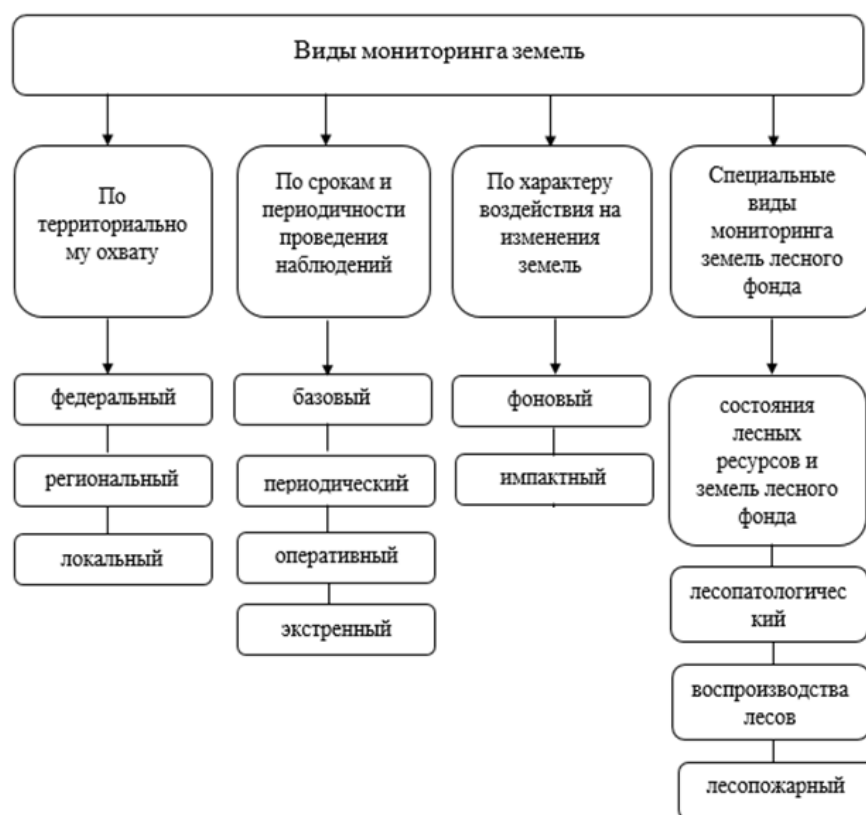 Виды мониторинга земель
По
территориально
му охвату
федеральный
региональный
локальный
По срокам и
периодичности
проведения
наблюдений
базовый
периодический
оперативный
экстренный
По характеру
воздействия на
изменения
земель
фоновый
импактный
Специальные
виды
мониторинга
земель лесного
фонда
состояния
лесных
ресурсов и
земель лесного
фонда
лесопатологичес
кий
воспроизводства
лесов
лесопожарный